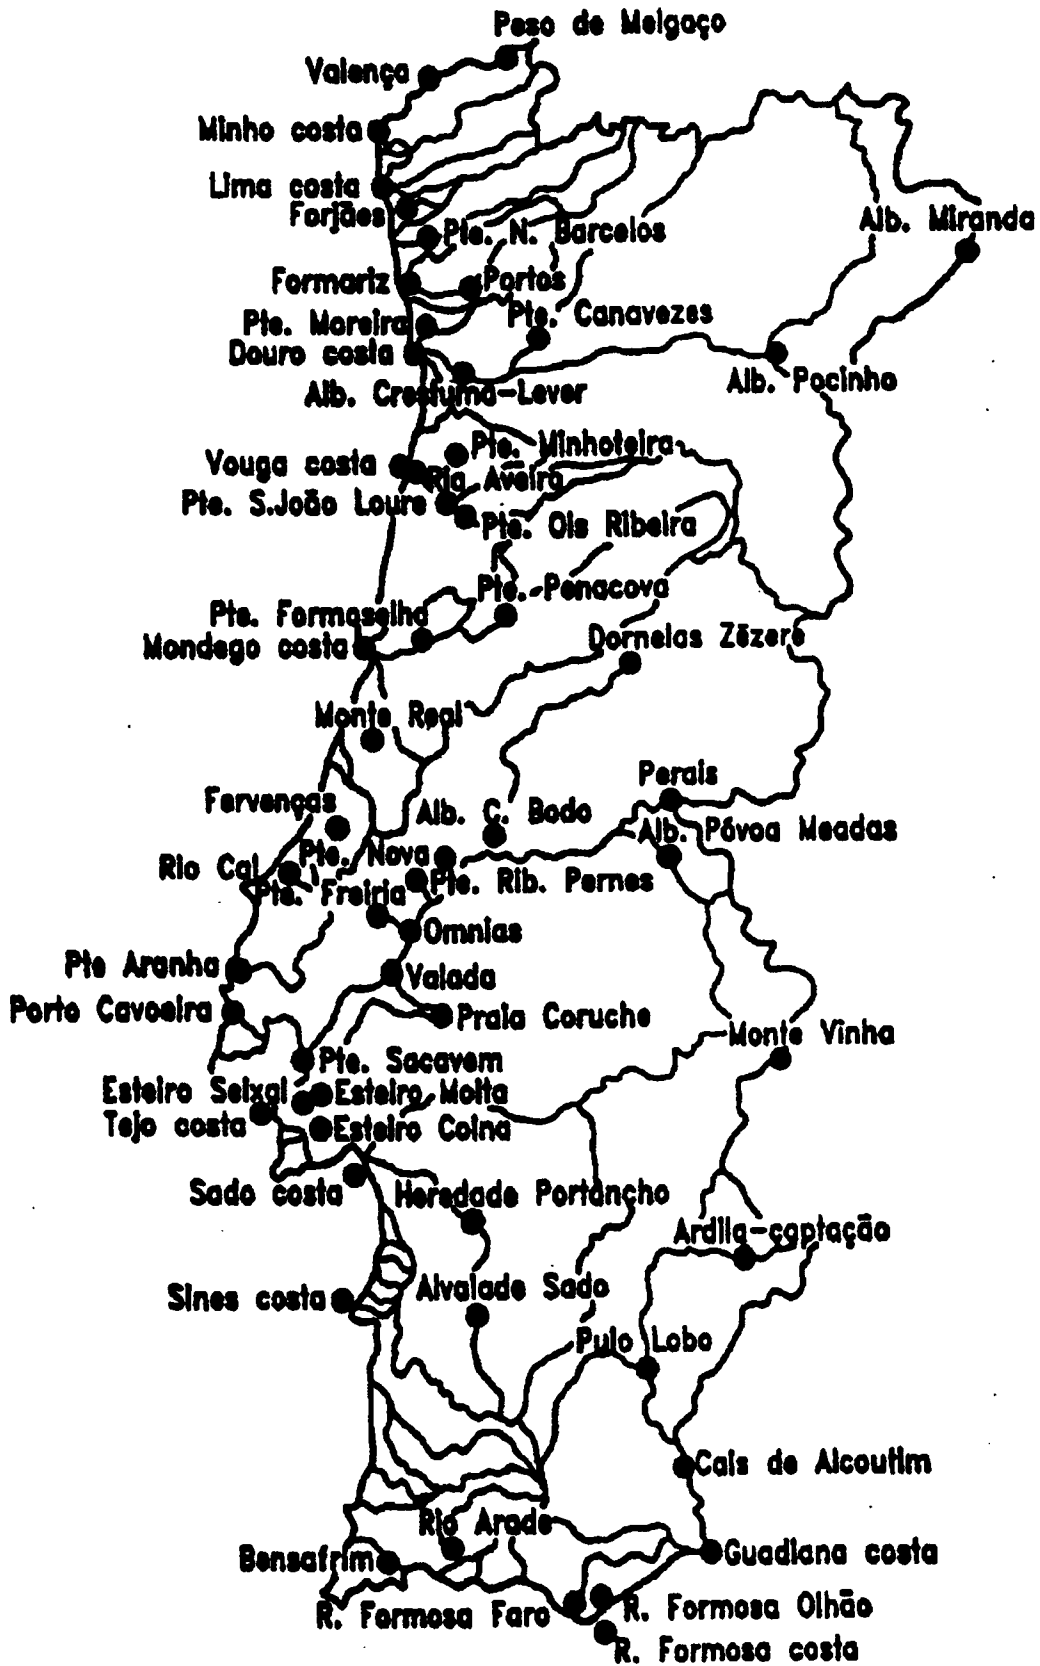 Peso de Melgaço
Valença
Minho costa
Lima costa
Forjães
Alb. Miranda
Pte. N. Barcelos
Formariz
Portos
Pte. Moreira
Pte. Canavezes
Douro costa
Alb. Pocinho
Alb. Crestuma-Lever
Pte. Minhoteira
Vouga costa
Ria Aveiro
Pte. S.João Loure
Pte. Ois Ribeira
Pte. Penacova
Pte. Formoselha
Mondego costa
Dornelas Zêzere
Monte Real
Perais
Fervenças
Alb. C. Bodo
Alb. Póvoa Meadas
Pte. Nova
Rio Cal
Pte. Rib. Pernes
Pte. Freiria
Omnias
Pte Aranha
Valada
Porto Cavoeira
Praia Coruche
Monte Vinha
Pte. Sacavem
Esteiro Seixal
Esteiro Moita
Tejo costa
Esteiro Coina
Sado costa
Heredade Portancho
Ardila-captação
Sines costa
Alvalade Sado
Pulo Lobo
Cais de Alcoutim
Rio Arade
Bensafrim
Guadiana costa
R. Formosa Faro
R. Formosa Olhão
R. Formosa costa